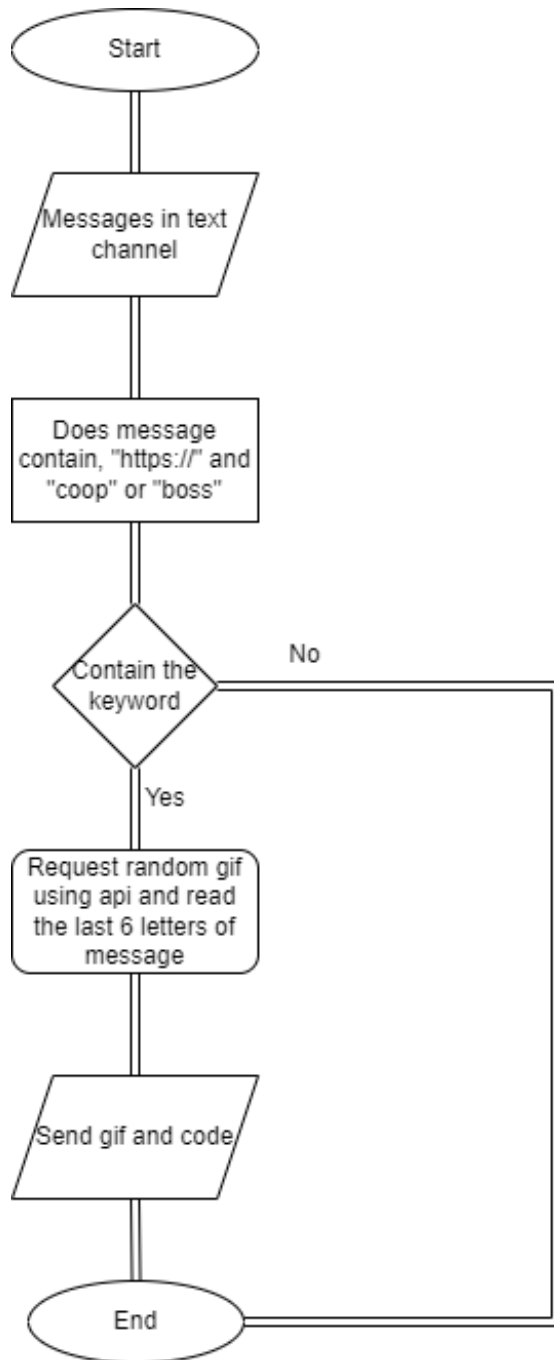 Start
Messages in text
channel
Does message
contain, "https://" and
"coop" or "boss"
Contain the
keyword
No
Yes
Request random gif
using api and read
the last 6 letters of
message
Send gif and code
End